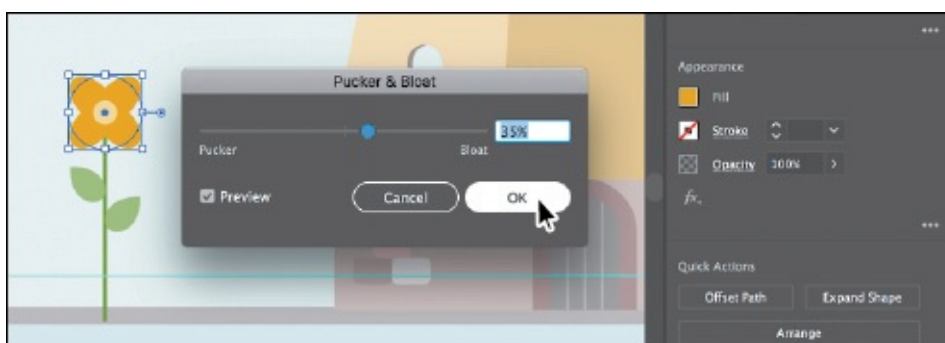 Pucker & Bloat
35%
Pucker
Bloat
Preview
Cancel
OK
Appearance
Fill
Stroke
Opacity 100%
fx.
Quick Actions
Offset Path
Expand Shape
Arrange